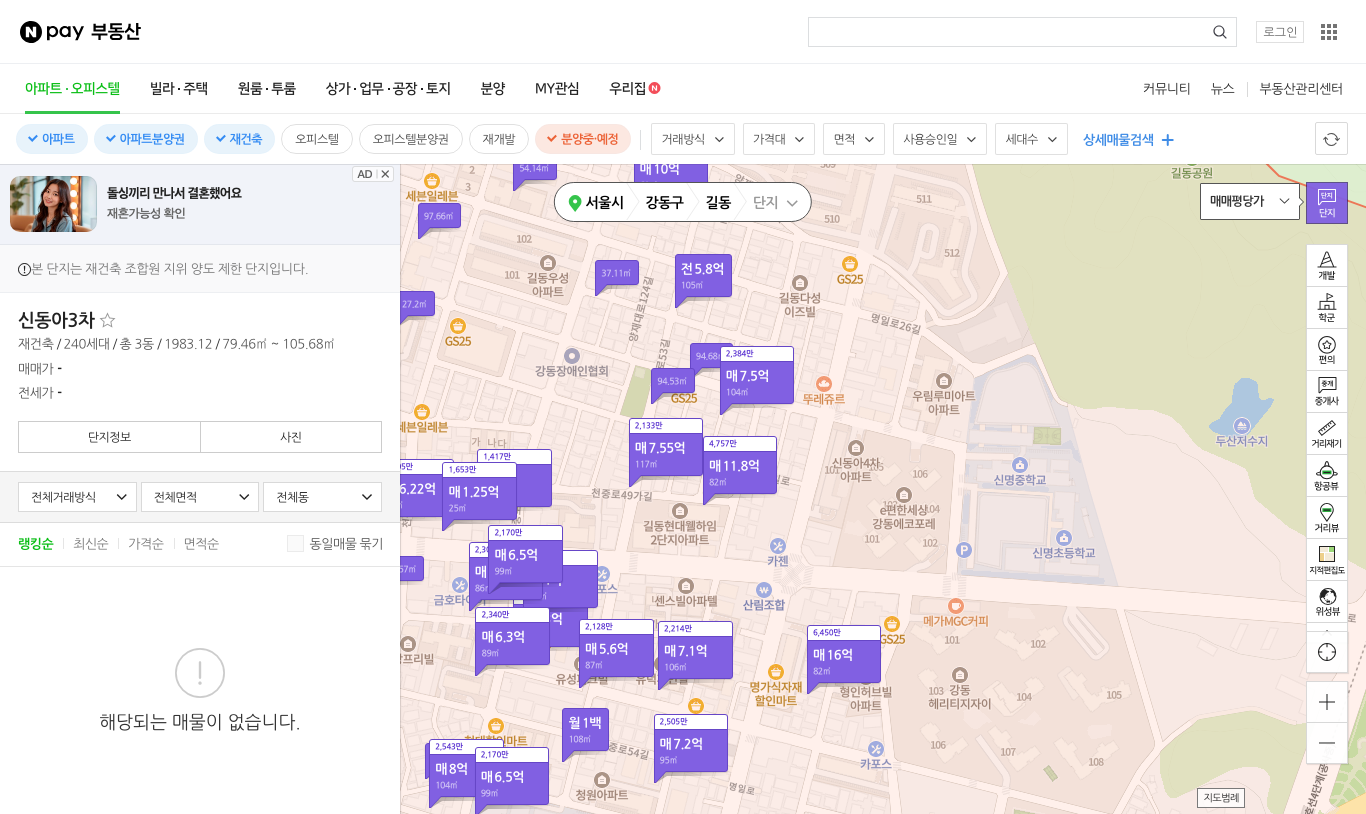 N pay 부동산
로그인
아파트·오피스텔 빌라·주택 원룸·투룸 상가·업무·공장·토지 분양 MY관심 우리집 N
커뮤니티 뉴스 부동산관리센터
아파트 아파트분양권 재건축 오피스텔 오피스텔분양권 재개발 분양중·예정
거래방식 가격대 면적 사용승인일 세대수 상세매물검색
AD
돌싱끼리 만나서 결혼했어요
재혼가능성 확인
본 단지는 재건축 조합원 지위 양도 제한 단지입니다.
신동아3차
재건축 / 240세대 / 총 3동 / 1983.12 / 79.46㎡ ~ 105.68㎡
매매가 -
전세가 -
단지정보 사진
전체거래방식 전체면적 전체동
랭킹순 최신순 가격순 면적순 동일매물 묶기
해당되는 매물이 없습니다.
서울시 강동구 길동 단지
매매평당가
단지
단지
개발
학군
편의
중개
중개사
거리재기
항공뷰
거리뷰
지적편집도
위성뷰
지도범례
54.14㎡
매10억
길동공원
세븐일레븐
97.66㎡
210
511
512
102
101
길동우성
아파트
37.11㎡
전5.8억
105㎡
GS25
길동다성
이즈빌
양재대로124길
명일로26길
27.2㎡
GS25
강동장애인협회
94.68㎡
94.53㎡
GS25
2,384만
매7.5억
104㎡
뚜레쥬르
우림루미아트
아파트
두산저수지
세븐일레븐
가 나 다
2,133만
매7.55억
117㎡
4,757만
매11.8억
82㎡
신동아4차
신명중학교
1,417만
1,653만
매1.25억
25㎡
6.22억
천중로49가길
e편한세상
강동에코포레
103
101
102
길동현대웰하임
2단지아파트
카젠
P
신명초등학교
2,170만
매6.5억
99㎡
금호타이
산림조합
메가MGC커피
GS25
2,340만
매6.3억
89㎡
2,128만
매5.6억
87㎡
2,214만
매7.1억
106㎡
6,450만
매16억
82㎡
명가식자재
할인마트
형인허브빌
아파트
강동
헤리티지자이
101
102
103
104
105
106
107
108
월1백
108㎡
2,505만
매7.2억
95㎡
2,543만
매8억
104㎡
2,170만
매6.5억
99㎡
청원아파트
카포스